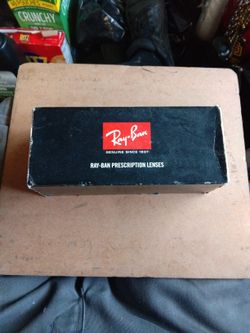 CRUNCHY
Ray-Ban
GENUINE SINCE 1937
RAY-BAN PRESCRIPTION LENSES